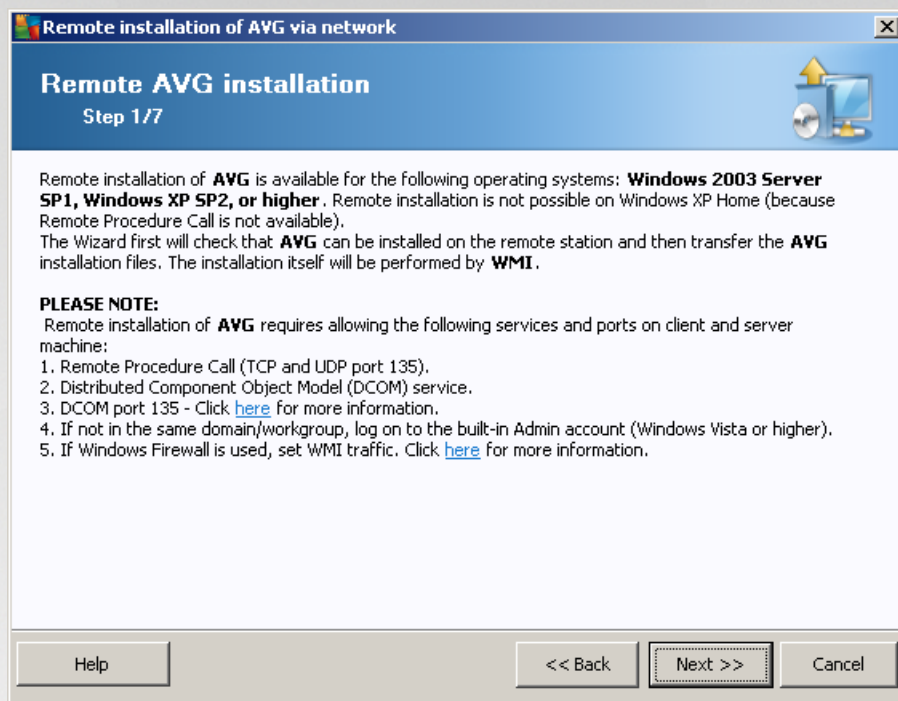 Remote installation of AVG via network
Remote AVG installation
Step 1/7
Remote installation of AVG is available for the following operating systems: Windows 2003 Server
SP1, Windows XP SP2, or higher. Remote installation is not possible on Windows XP Home (because
Remote Procedure Call is not available).
The Wizard first will check that AVG can be installed on the remote station and then transfer the AVG
installation files. The installation itself will be performed by WMI.
PLEASE NOTE:
Remote installation of AVG requires allowing the following services and ports on client and server
machine:
1. Remote Procedure Call (TCP and UDP port 135).
2. Distributed Component Object Model (DCOM) service.
3. DCOM port 135 - Click here for more information.
4. If not in the same domain/workgroup, log on to the built-in Admin account (Windows Vista or higher).
5. If Windows Firewall is used, set WMI traffic. Click here for more information.
Help
<< Back
Next >>
Cancel